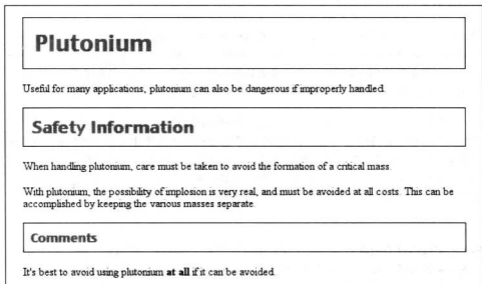 Plutonium
Useful for many applications, plutonium can also be dangerous if improperly handled.
Safety Information
When handling plutonium, care must be taken to avoid the formation of a critical mass.
With plutonium, the possibility of implosion is very real, and must be avoided at all costs. This can be
accomplished by keeping the various masses separate.
Comments
It's best to avoid using plutonium at all if it can be avoided.